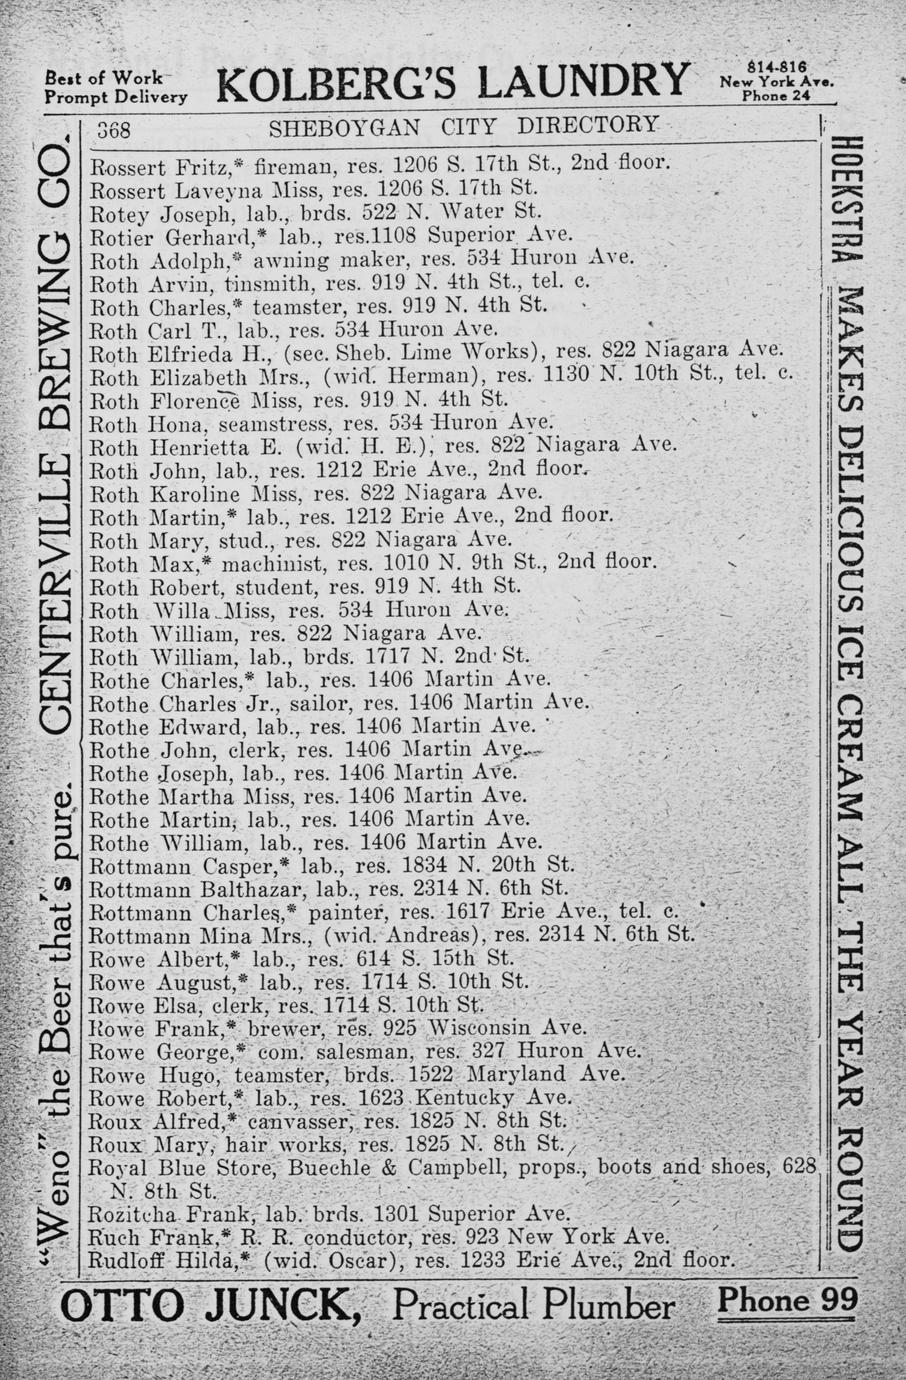 Best of Work
Prompt Delivery
KOLBERG'S LAUNDRY
814-816
New York Ave.
Phone 24
368 SHEBOYGAN CITY DIRECTORY
Rossert Fritz,* fireman, res. 1206 S. 17th St., 2nd floor.
Rossert Laveyna Miss, res. 1206 S. 17th St.
Rotey Joseph, lab., brds. 522 N. Water St.
Rotier Gerhard,* lab., res.1108 Superior Ave.
Roth Adolph,* awning maker, res. 534 Huron Ave.
Roth Arvin, tinsmith, res. 919 N. 4th St., tel. c.
Roth Charles,* teamster, res. 919 N. 4th St.
Roth Carl T., lab., res. 534 Huron Ave.
Roth Elfrieda H., (sec. Sheb. Lime Works), res. 822 Niagara Ave.
Roth Elizabeth Mrs., (wid. Herman), res. 1130 N. 10th St., tel. c.
Roth Florence Miss, res. 919 N. 4th St.
Roth Hona, seamstress, res. 534 Huron Ave.
Roth Henrietta E. (wid. H. E.), res. 822 Niagara Ave.
Roth John, lab., res. 1212 Erie Ave., 2nd floor.
Roth Karoline Miss, res. 822 Niagara Ave.
Roth Martin,* lab., res. 1212 Erie Ave., 2nd floor.
Roth Mary, stud., res. 822 Niagara Ave.
Roth Max,* machinist, res. 1010 N. 9th St., 2nd floor.
Roth Robert, student, res. 919 N. 4th St.
Roth Willa Miss, res. 534 Huron Ave.
Roth William, res. 822 Niagara Ave.
Roth William, lab., brds. 1717 N. 2nd St.
Rothe Charles,* lab., res. 1406 Martin Ave.
Rothe Charles Jr., sailor, res. 1406 Martin Ave.
Rothe Edward, lab., res. 1406 Martin Ave.
Rothe John, clerk, res. 1406 Martin Ave.
Rothe Joseph, lab., res. 1406 Martin Ave.
Rothe Martha Miss, res. 1406 Martin Ave.
Rothe Martin, lab., res. 1406 Martin Ave.
Rothe William, lab., res. 1406 Martin Ave.
Rottmann Casper,* lab., res. 1834 N. 20th St.
Rottmann Balthazar, lab., res. 2314 N. 6th St.
Rottmann Charles,* painter, res. 1617 Erie Ave., tel. c.
Rottmann Mina Mrs., (wid. Andreas), res. 2314 N. 6th St.
Rowe Albert,* lab., res. 614 S. 15th St.
Rowe August,* lab., res. 1714 S. 10th St.
Rowe Elsa, clerk, res. 1714 S. 10th St.
Rowe Frank,* brewer, res. 925 Wisconsin Ave.
Rowe George,* com. salesman, res. 327 Huron Ave.
Rowe Hugo, teamster, brds. 1522 Maryland Ave.
Rowe Robert,* lab., res. 1623 Kentucky Ave.
Roux Alfred,* canvasser, res. 1825 N. 8th St.
Roux Mary, hair works, res. 1825 N. 8th St.
Royal Blue Store, Buechle & Campbell, props., boots and shoes, 628
N. 8th St.
Rozitcha Frank, lab. brds. 1301 Superior Ave.
Ruch Frank,* R. R. conductor, res. 923 New York Ave.
Rudloff Hilda,* (wid. Oscar), res. 1233 Erie Ave., 2nd floor.
"Weno" the Beer that's pure. CENTERVILLE BREWING CO.
HOEKSTRA MAKES DELICIOUS ICE CREAM ALL THE YEAR ROUND
OTTO JUNCK, Practical Plumber Phone 99